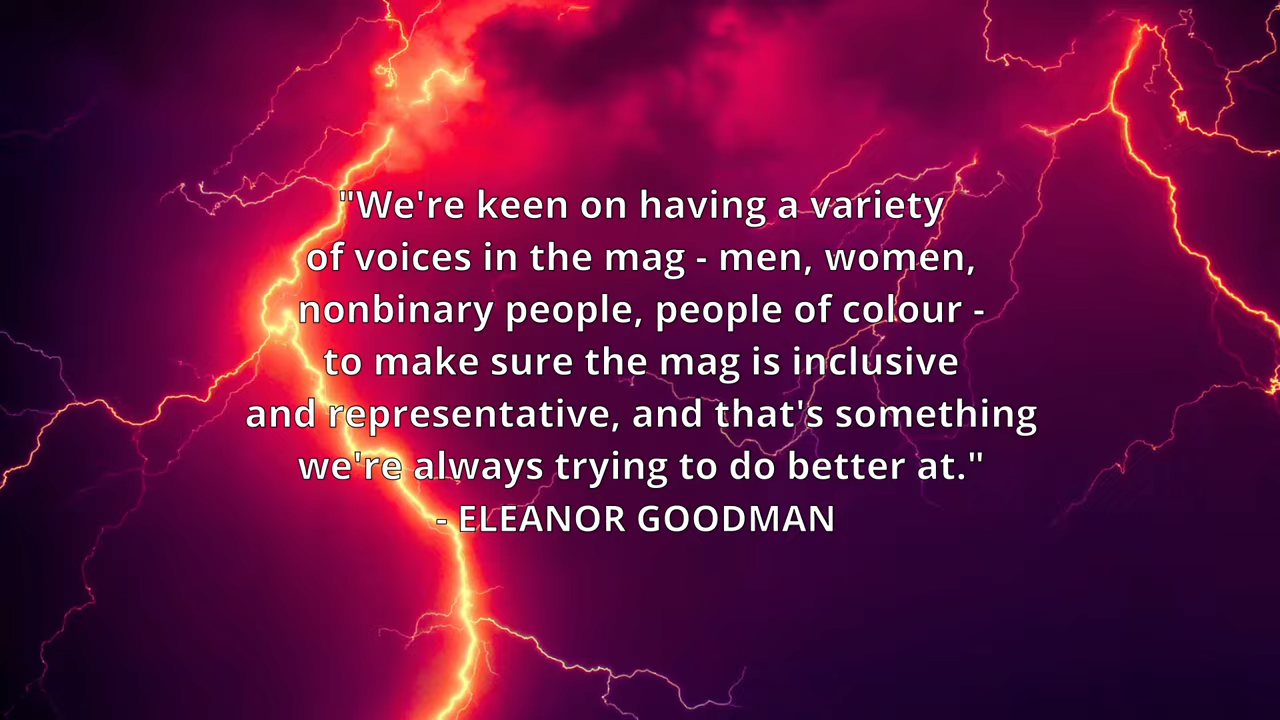 "We're keen on having a variety
of voices in the mag - men, women,
nonbinary people, people of colour -
to make sure the mag is inclusive
and representative, and that's something
we're always trying to do better at."
- ELEANOR GOODMAN